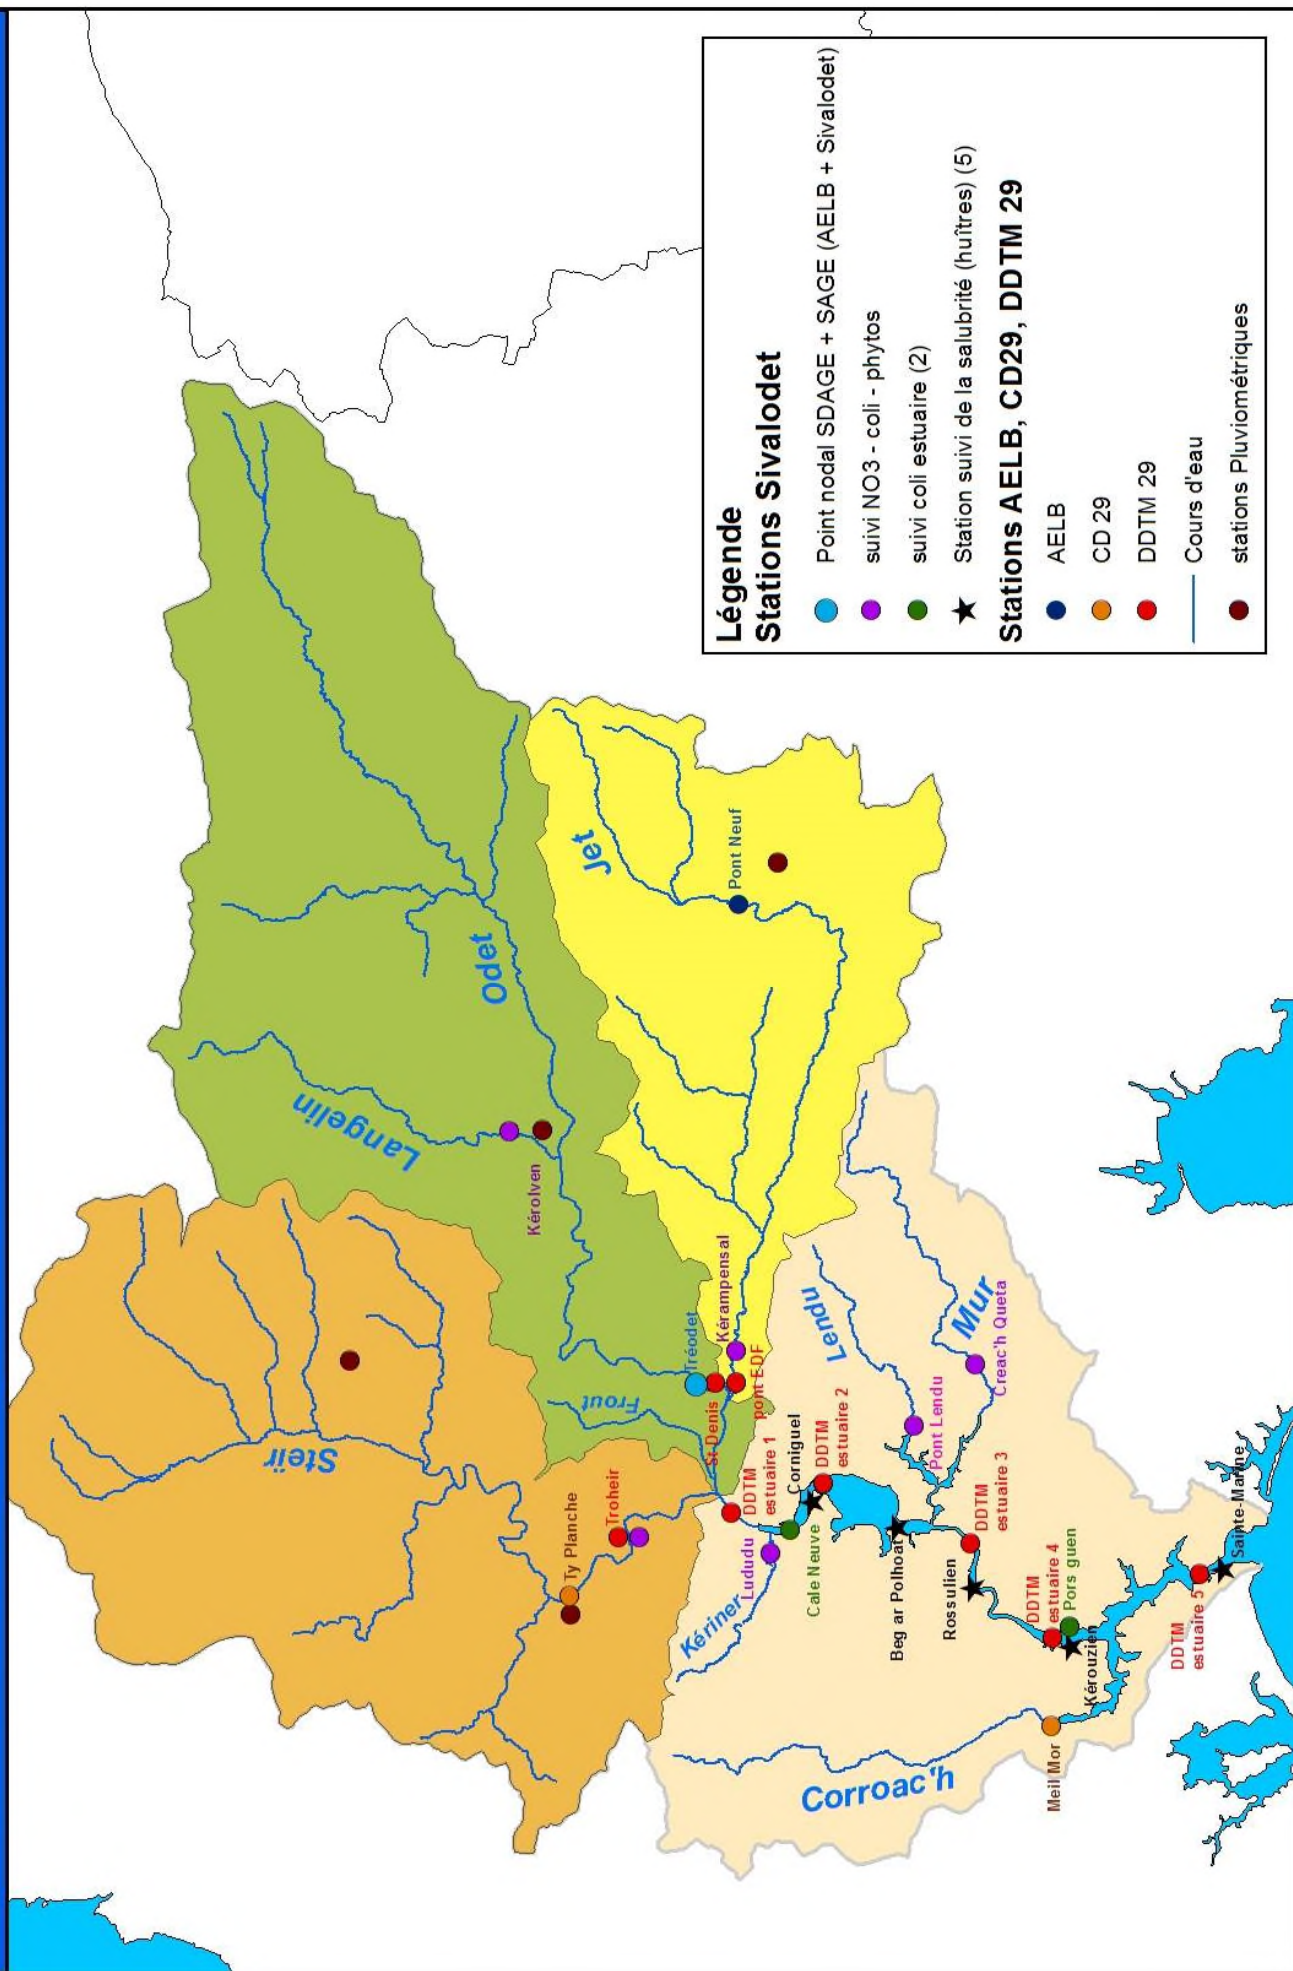 Légende
Stations Sivalodet
Point nodal SDAGE + SAGE (AELB + Sivalodet)
suivi NO3 - coli - phytos
suivi coli estuaire (2)
Station suivi de la salubrité (huîtres) (5)
Stations AELB, CD29, DDTM 29
AELB
CD 29
DDTM 29
Cours d'eau
stations Pluviométriques
Steïr
Langelin
Odet
Jet
Pont Neuf
Kérolven
Frout
Tréodet
Kérampensal
St Denis
pont EDF
Ty Planche
Troheir
Lududu
Kériner
DDTM
estuaire 1
Corniguel
Cale Neuve
DDTM
estuaire 2
Lendu
Mur
Pont Lendu
Creac'h Queta
Beg ar Polhoat
DDTM
estuaire 3
Rossulien
DDTM
estuaire 4
Pors guen
Kérouzien
Corroac'h
Meil Mor
DDTM
estuaire 5
Sainte-Marine